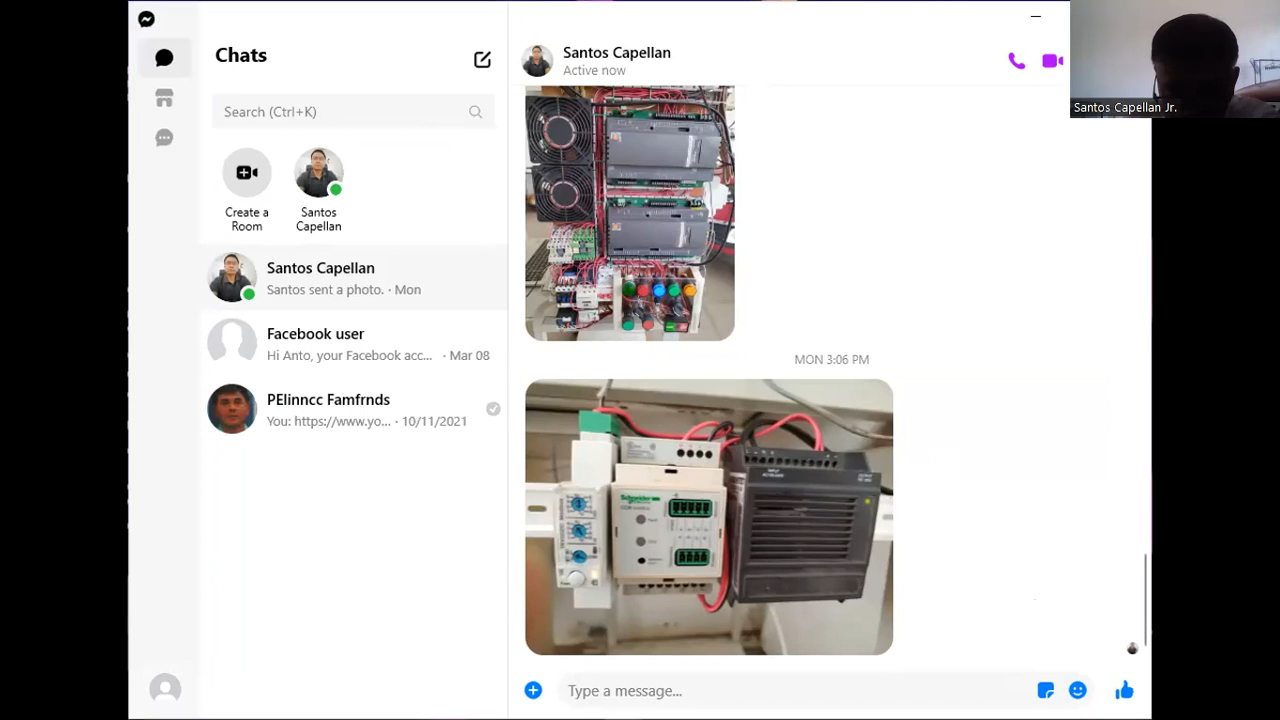 Chats
Search (Ctrl+K)
Create a
Room
Santos
Capellan
Santos Capellan
Santos sent a photo. · Mon
Facebook user
Hi Anto, your Facebook acc... · Mar 08
PElinncc Famfrnds
You: https://www.yo... · 10/11/2021
Santos Capellan
Active now
MON 3:06 PM
Schneider
Type a message...
Santos Capellan Jr.